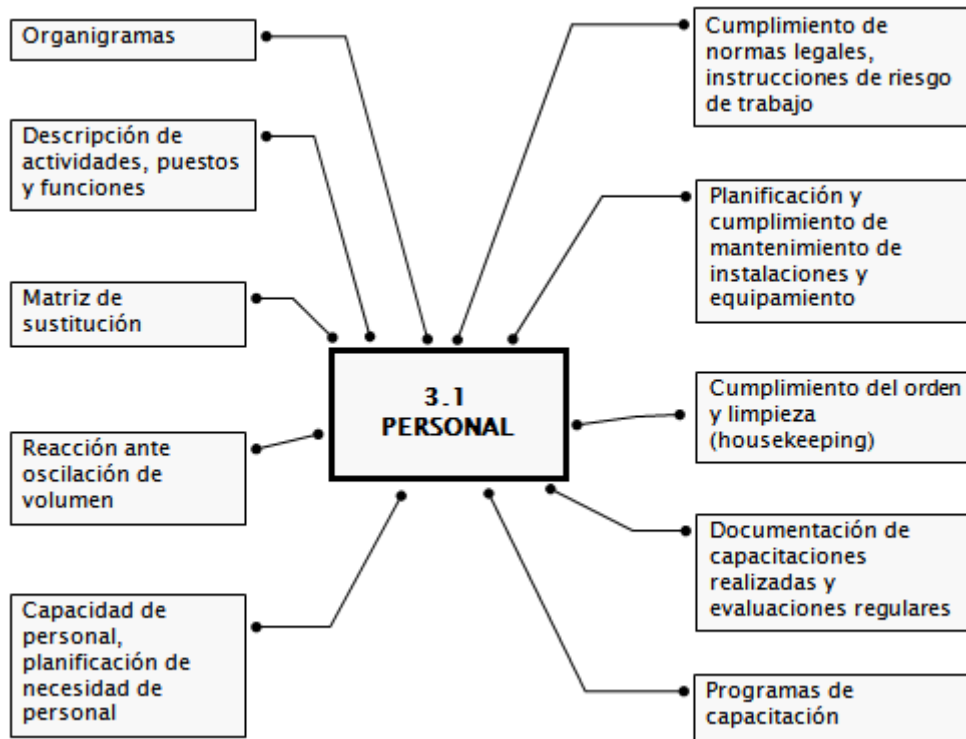 Organigramas
Descripción de
actividades, puestos
y funciones
Matriz de
sustitución
Reacción ante
oscilación de
volumen
Capacidad de
personal,
planificación de
necesidad de
personal
3.1
PERSONAL
Cumplimiento de
normas legales,
instrucciones de riesgo
de trabajo
Planificación y
cumplimiento de
mantenimiento de
instalaciones y
equipamiento
Cumplimiento del orden
y limpieza
(housekeeping)
Documentación de
capacitaciones
realizadas y
evaluaciones regulares
Programas de
capacitación